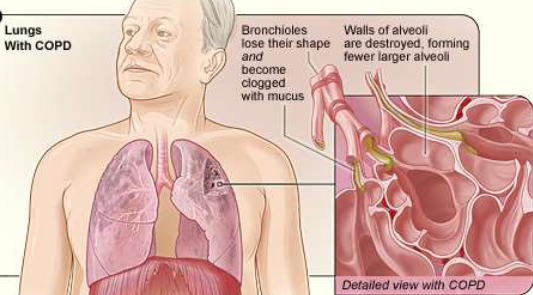 Lungs
With COPD
Bronchioles
lose their shape
and
become
clogged
with mucus
Walls of alveoli
are destroyed, forming
fewer larger alveoli
Detailed view with COPD